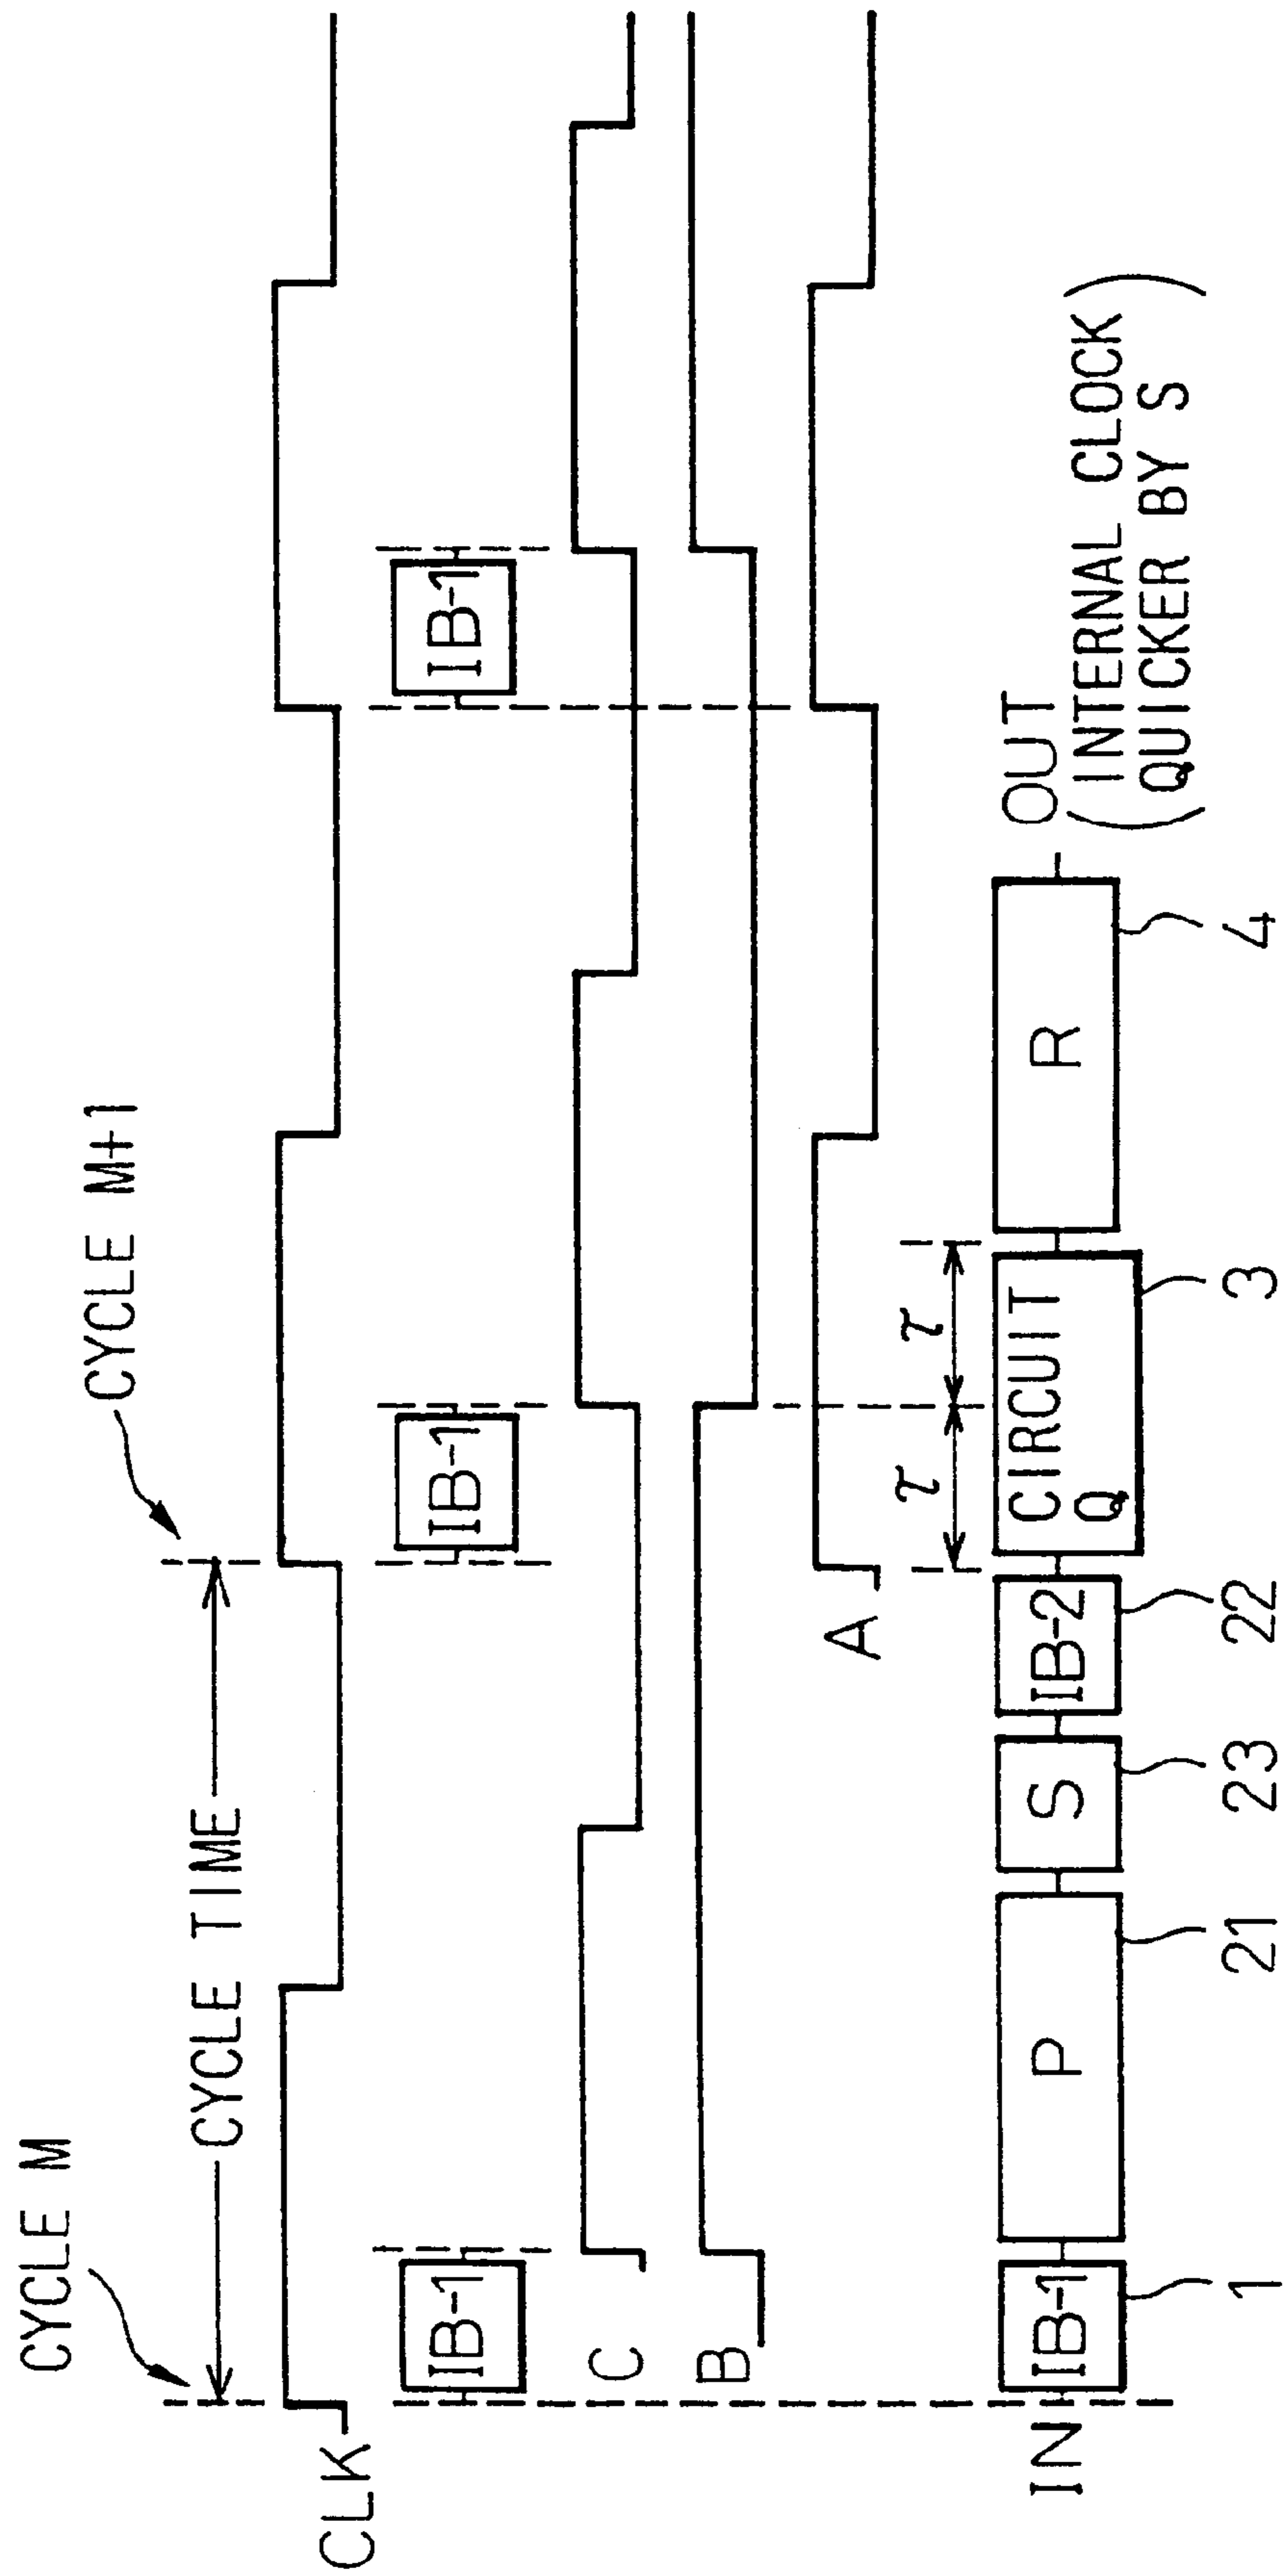 CYCLE M
CYCLE M+1
CYCLE TIME
CLK
IB-1
IB-1
IB-1
C
B
A
τ
τ
IN
IB-1
P
S
IB-2
CIRCUIT
Q
R
OUT
(INTERNAL CLOCK
QUICKER BY S)
1
21
23
22
3
4